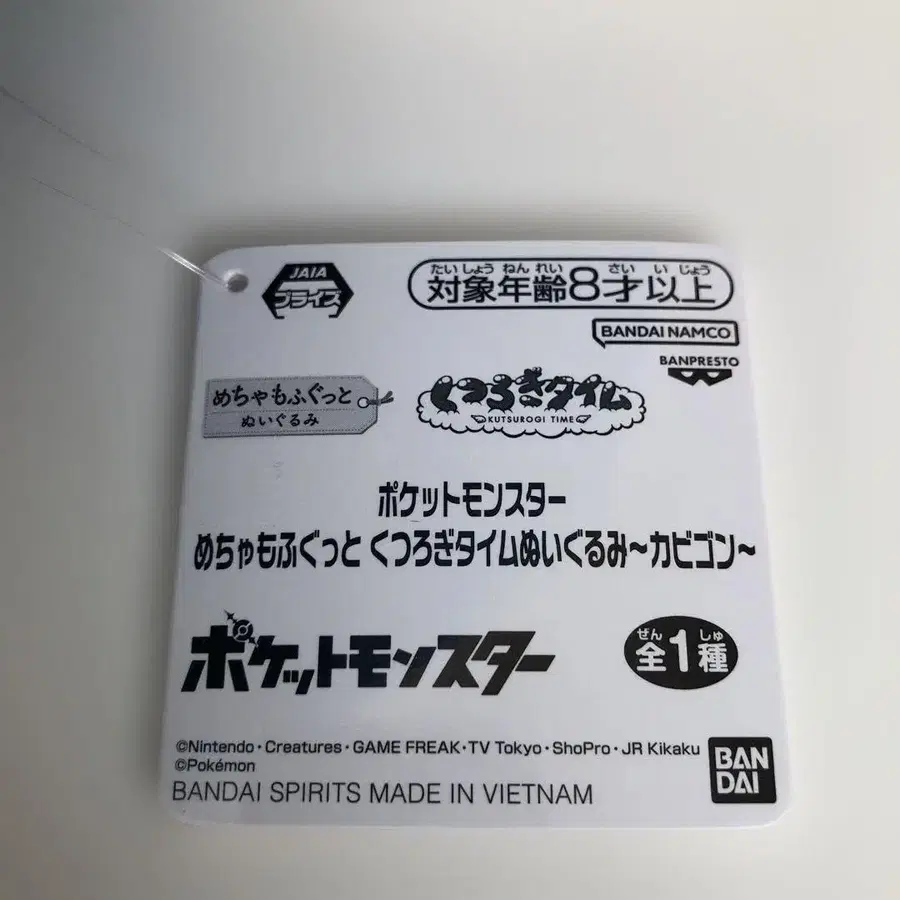 JAIA
プライズ
たいしょうねんれい さい いじょう
対象年齢8才以上
BANDAI NAMCO
BANPRESTO
めちゃもふぐっと
ぬいぐるみ
くつろぎタイム
KUTSUROGI TIME
ポケットモンスター
めちゃもふぐっと くつろぎタイムぬいぐるみ～カビゴン～
ポケットモンスター
ぜん しゅ
全1種
©Nintendo・Creatures・GAME FREAK・TV Tokyo・ShoPro・JR Kikaku
©Pokémon
BANDAI SPIRITS MADE IN VIETNAM
BAN
DAI